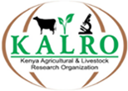 KALRO
Kenya Agricultural & Livestock
Research Organization